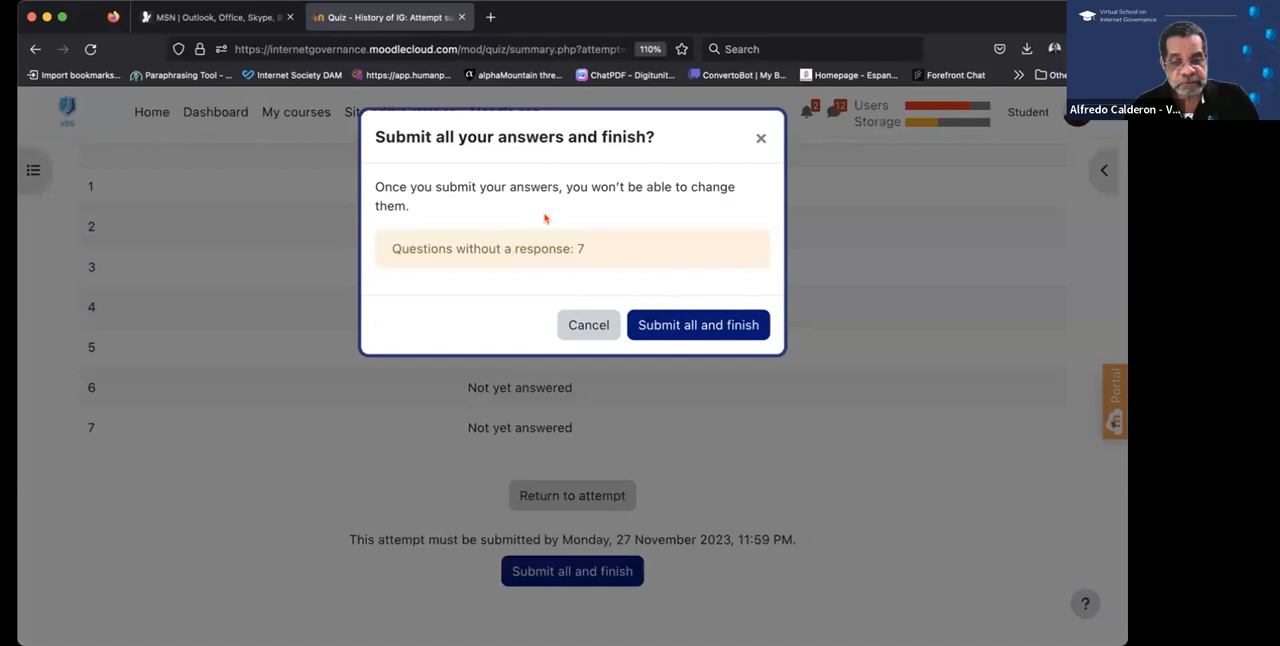 MSN | Outlook, Office, Skype, B
Quiz - History of IG: Attempt su
https://internetgovernance.moodlecloud.com/mod/quiz/summary.php?attempt=
110%
Search
Import bookmarks...
Paraphrasing Tool - ...
Internet Society DAM
https://app.humanp...
alphaMountain thre...
ChatPDF - Digitunit...
ConvertoBot | My B...
Homepage - Espan...
Forefront Chat
Othe
Virtual School on
Internet Governance
Alfredo Calderon - V...
VSIG
Home
Dashboard
My courses
2
12
Users
Storage
Student
Submit all your answers and finish?
Once you submit your answers, you won't be able to change
them.
Questions without a response: 7
Cancel
Submit all and finish
1
2
3
4
5
6
Not yet answered
7
Not yet answered
Portal
Return to attempt
This attempt must be submitted by Monday, 27 November 2023, 11:59 PM.
Submit all and finish
?